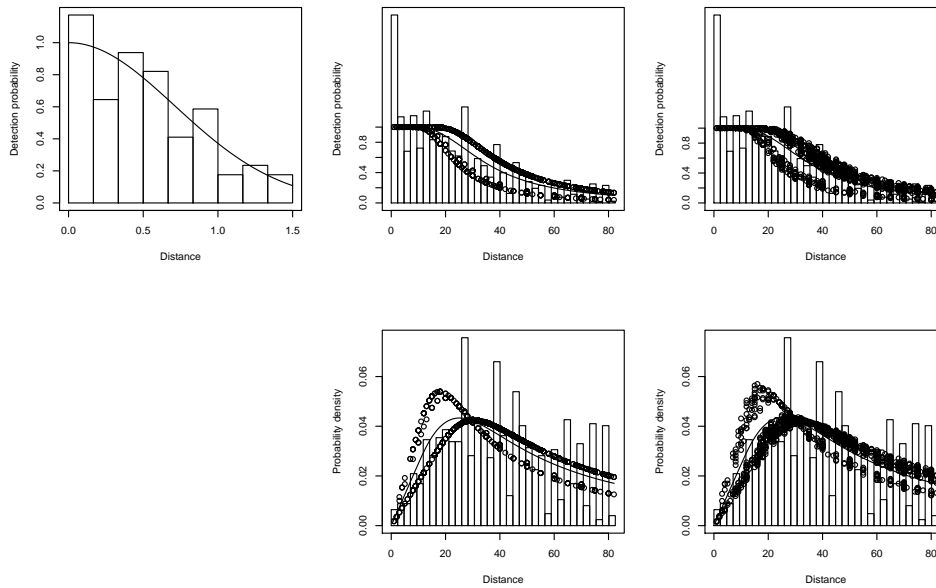 Detection probability
0.0 0.2 0.4 0.6 0.8 1.0
0.0 0.5 1.0 1.5
Distance
Detection probability
0.0 0.4 0.8
0 20 40 60 80
Distance
Detection probability
0.0 0.4 0.8
0 20 40 60 80
Distance
Probability density
0.00 0.02 0.04 0.06
0 20 40 60 80
Distance
Probability density
0.00 0.02 0.04 0.06
0 20 40 60 80
Distance